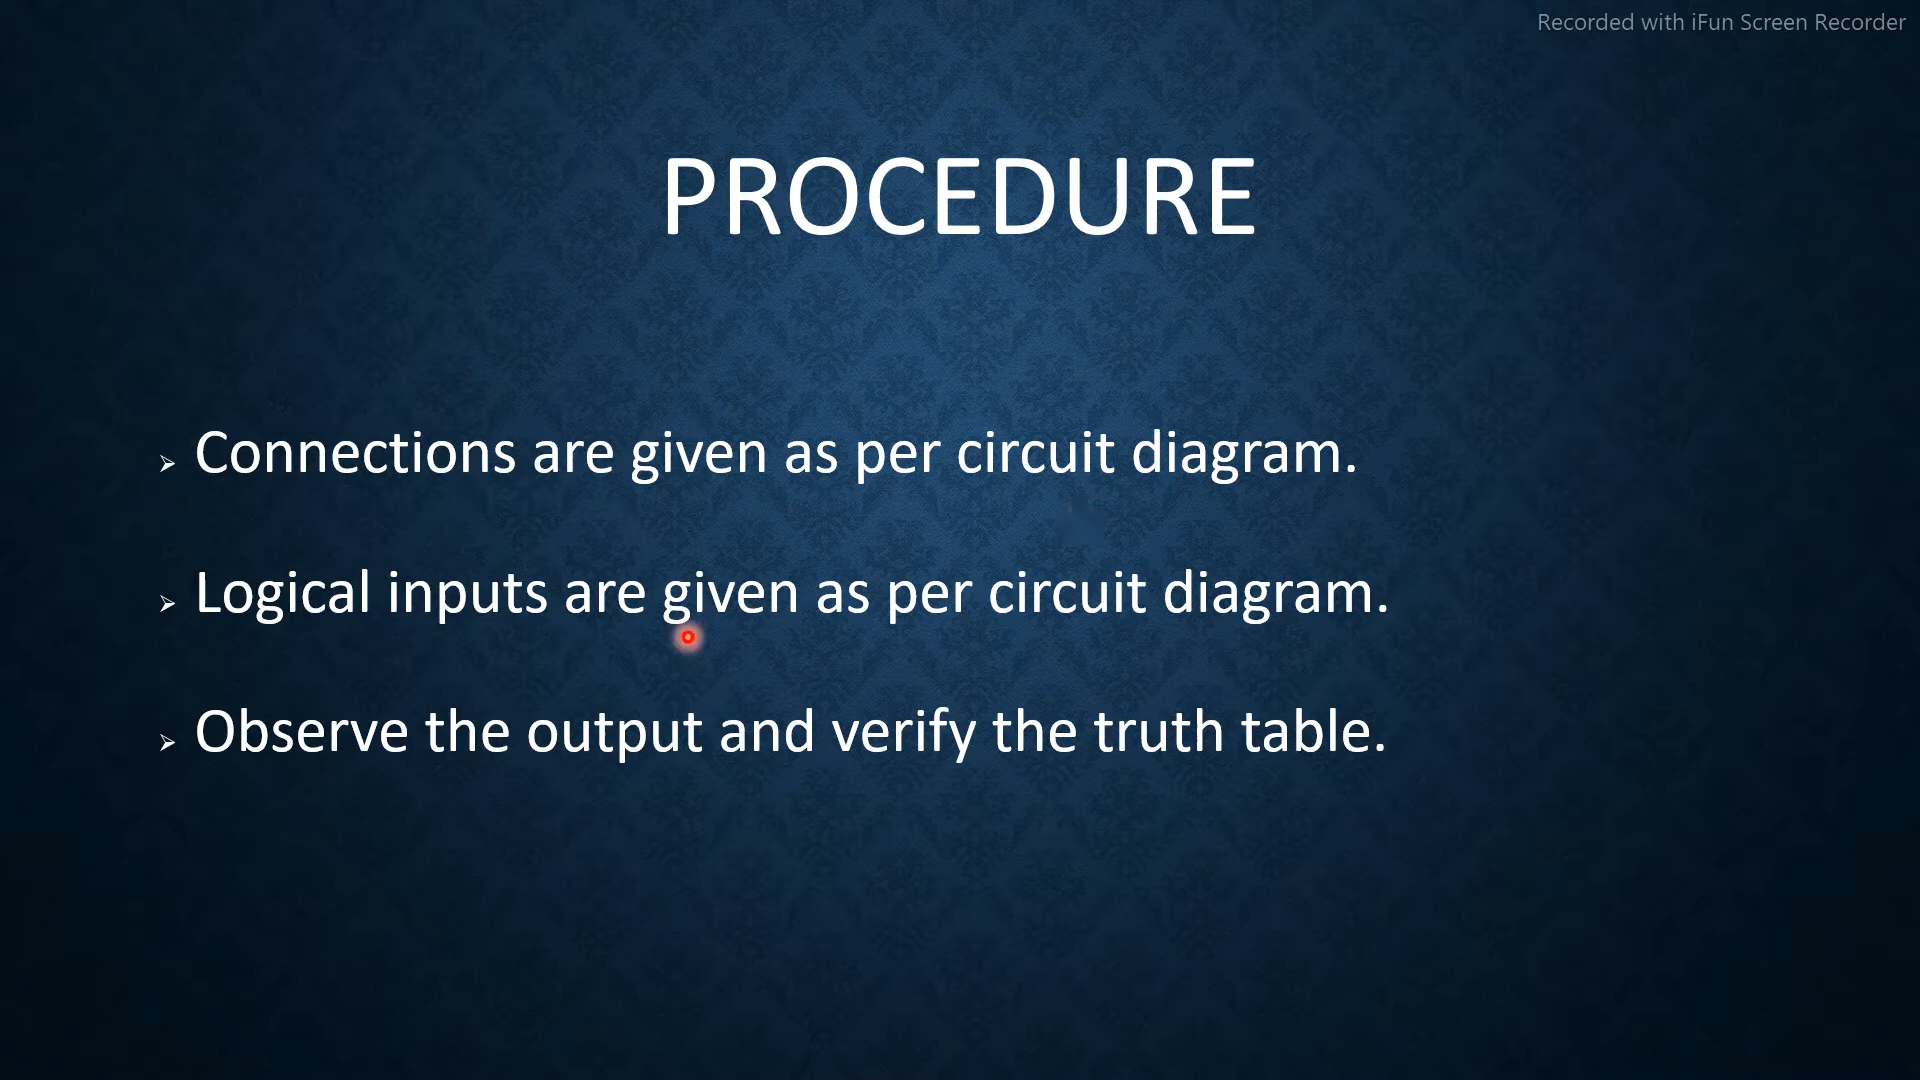 Recorded with iFun Screen Recorder
PROCEDURE
Connections are given as per circuit diagram.
Logical inputs are given as per circuit diagram.
Observe the output and verify the truth table.